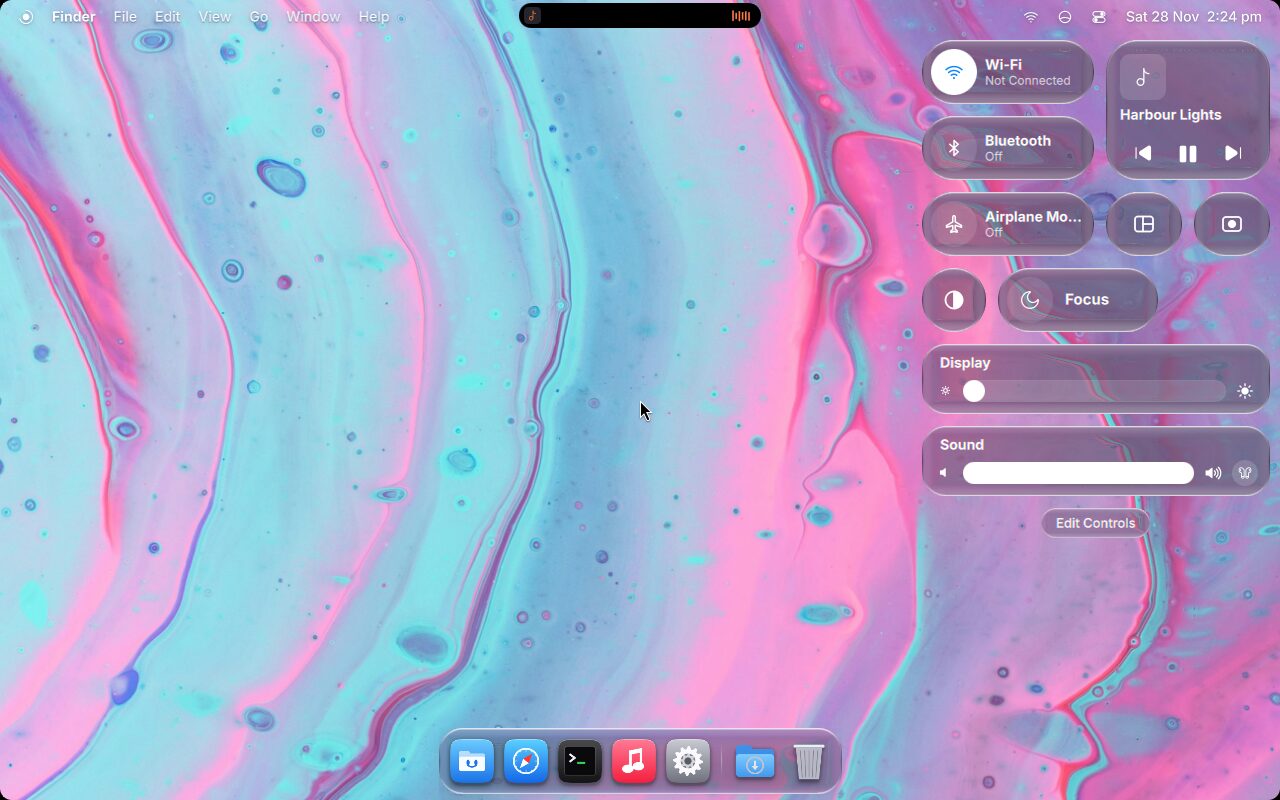 Finder File Edit View Go Window Help Sat 28 Nov 2:24 pm
Wi-Fi
Not Connected
Harbour Lights
Bluetooth
Off
Airplane Mo...
Off
Focus
Display
Sound
Edit Controls